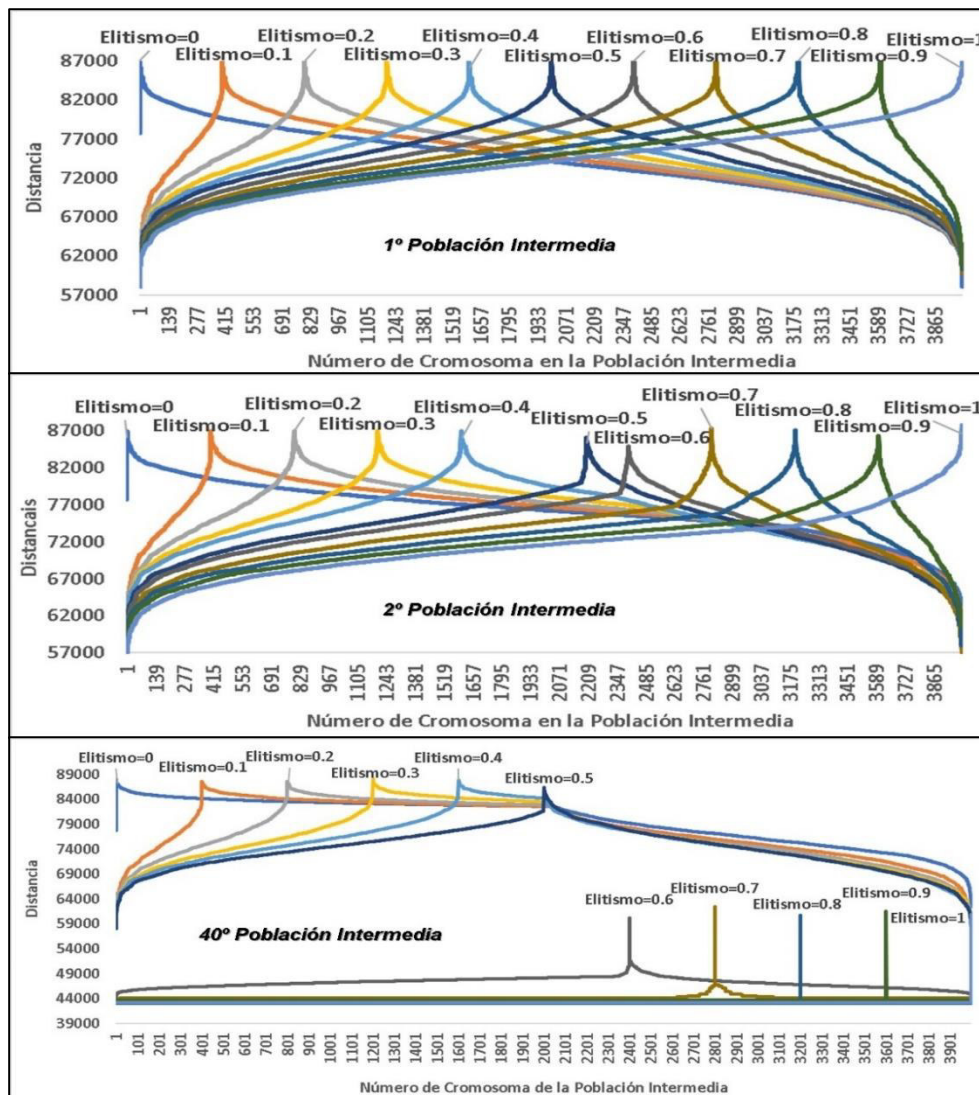 Elitismo=0
Elitismo=0.1
Elitismo=0.2
Elitismo=0.3
Elitismo=0.4
Elitismo=0.5
Elitismo=0.6
Elitismo=0.7
Elitismo=0.8
Elitismo=0.9
Elitismo=1
87000
82000
77000
72000
67000
62000
57000
Distancia
1º Población Intermedia
1 139 277 415 553 691 829 967 1105 1243 1381 1519 1657 1795 1933 2071 2209 2347 2485 2623 2761 2899 3037 3175 3313 3451 3589 3727 3865
Número de Cromosoma en la Población Intermedia
Elitismo=0
Elitismo=0.1
Elitismo=0.2
Elitismo=0.3
Elitismo=0.4
Elitismo=0.5
Elitismo=0.6
Elitismo=0.7
Elitismo=0.8
Elitismo=0.9
Elitismo=1
87000
82000
77000
72000
67000
62000
57000
Distancais
2º Población Intermedia
1 139 277 415 553 691 829 967 1105 1243 1381 1519 1657 1795 1933 2071 2209 2347 2485 2623 2761 2899 3037 3175 3313 3451 3589 3727 3865
Número de Cromosoma en la Población Intermedia
Elitismo=0
Elitismo=0.1
Elitismo=0.2
Elitismo=0.3
Elitismo=0.4
Elitismo=0.5
Elitismo=0.6
Elitismo=0.7
Elitismo=0.8
Elitismo=0.9
Elitismo=1
89000
84000
79000
74000
69000
64000
59000
54000
49000
44000
39000
Distancia
40º Población Intermedia
1 101 201 301 401 501 601 701 801 901 1001 1101 1201 1301 1401 1501 1601 1701 1801 1901 2001 2101 2201 2301 2401 2501 2601 2701 2801 2901 3001 3101 3201 3301 3401 3501 3601 3701 3801 3901
Número de Cromosoma de la Población Intermedia